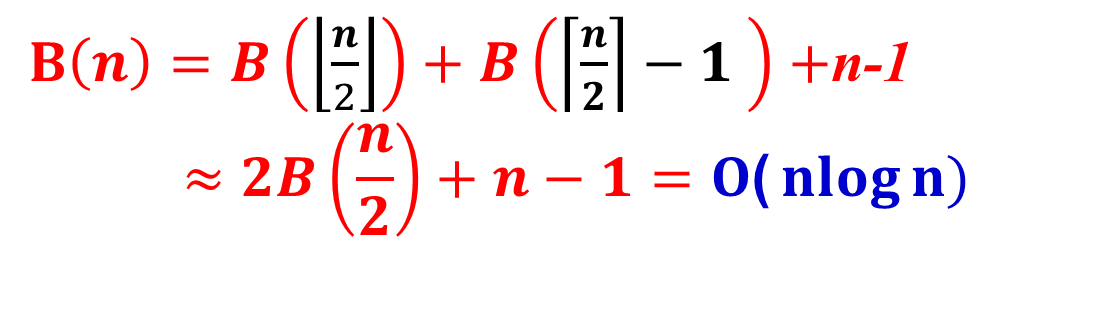 B(n) = B(⌊n/2⌋) + B(⌈n/2⌉ − 1) +n-1
≈ 2B(n/2) + n − 1 = O( nlog n)